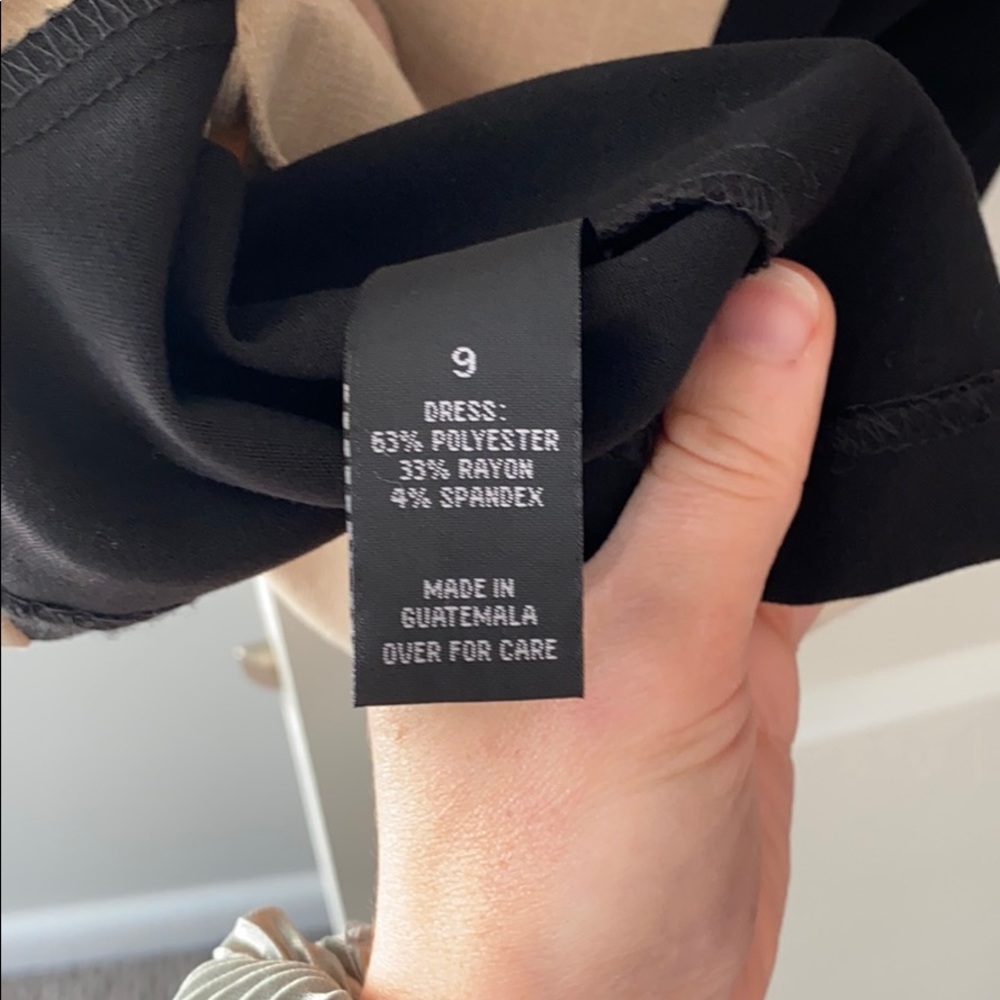 9
DRESS:
63% POLYESTER
33% RAYON
4% SPANDEX
MADE IN
GUATEMALA
OVER FOR CARE